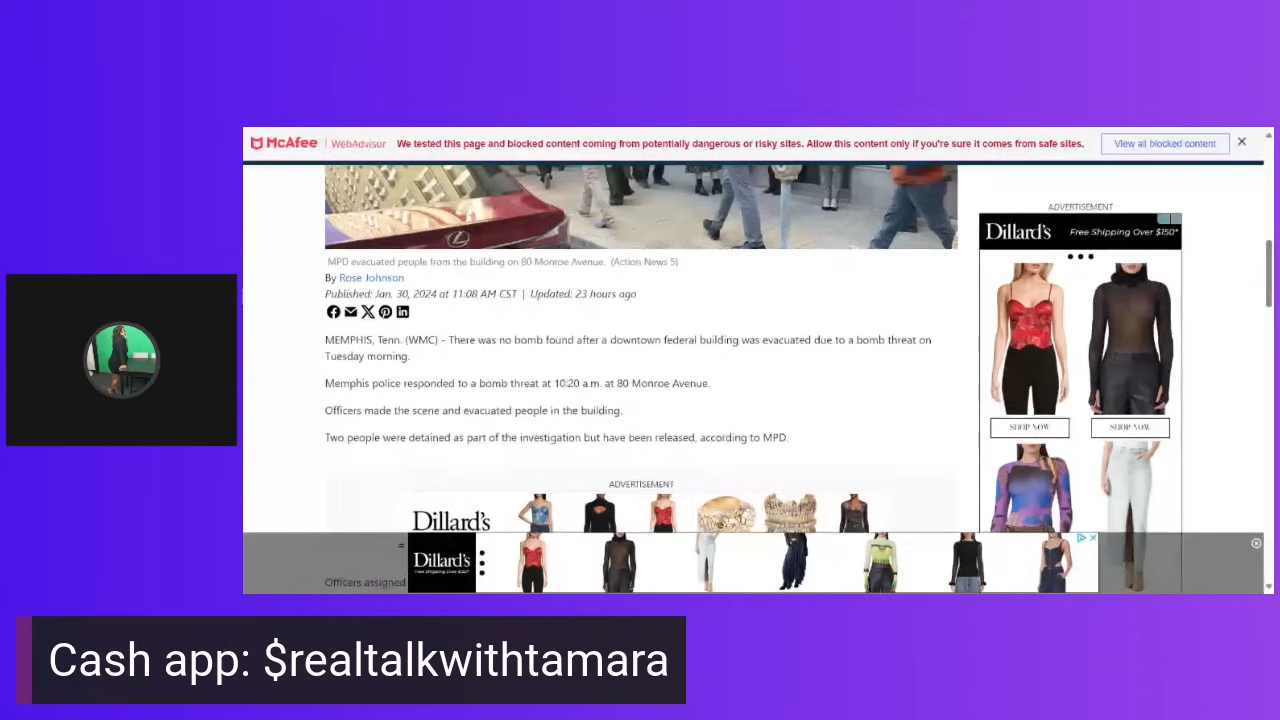 McAfee | WebAdvisor We tested this page and blocked content coming from potentially dangerous or risky sites. Allow this content only if you're sure it comes from safe sites. View all blocked content
MPD evacuated people from the building on 80 Monroe Avenue. (Action News 5)
By Rose Johnson
Published: Jan. 30, 2024 at 11:08 AM CST | Updated: 23 hours ago
MEMPHIS, Tenn. (WMC) - There was no bomb found after a downtown federal building was evacuated due to a bomb threat on
Tuesday morning.
Memphis police responded to a bomb threat at 10:20 a.m. at 80 Monroe Avenue.
Officers made the scene and evacuated people in the building.
Two people were detained as part of the investigation but have been released, according to MPD.
ADVERTISEMENT
Dillard's
Dillard's
Free Shipping Over $150*
Officers assigned
ADVERTISEMENT
Dillard's Free Shipping Over $150*
SHOP NOW SHOP NOW
Cash app: $realtalkwithtamara